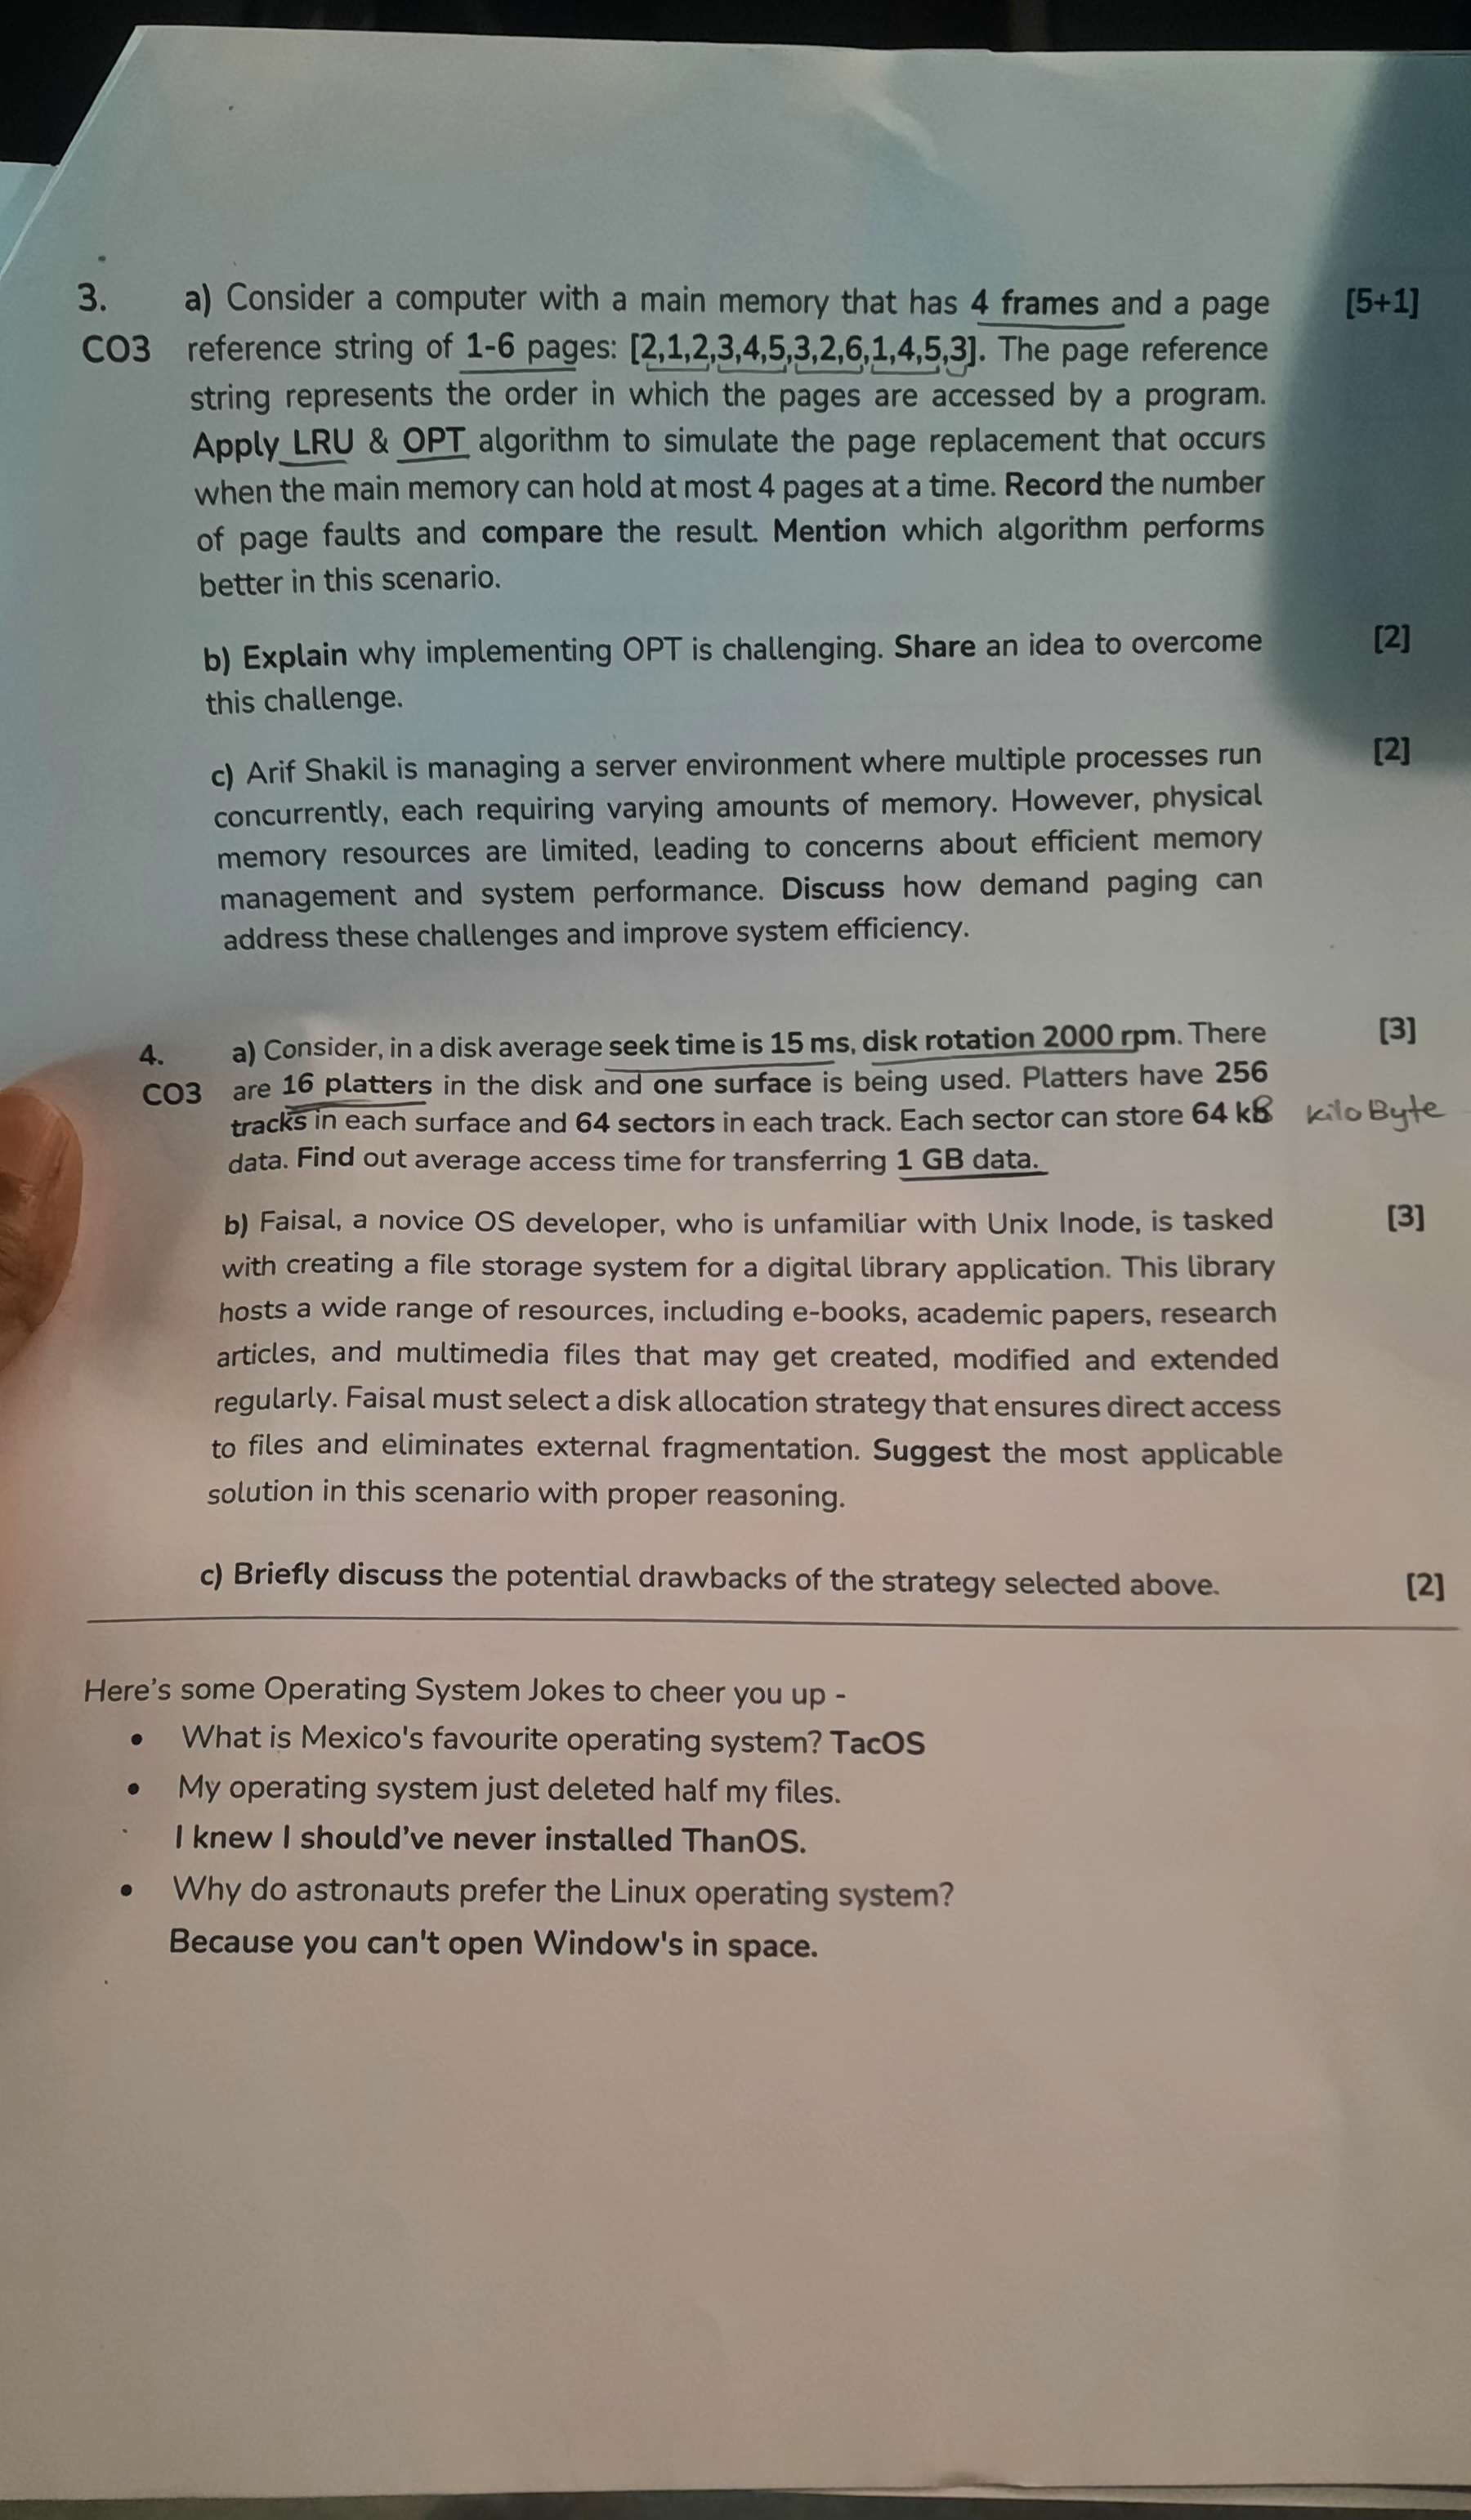 3. a) Consider a computer with a main memory that has 4 frames and a page [5+1]
CO3 reference string of 1-6 pages: [2,1,2,3,4,5,3,2,6,1,4,5,3]. The page reference
string represents the order in which the pages are accessed by a program.
Apply LRU & OPT algorithm to simulate the page replacement that occurs
when the main memory can hold at most 4 pages at a time. Record the number
of page faults and compare the result. Mention which algorithm performs
better in this scenario.
b) Explain why implementing OPT is challenging. Share an idea to overcome [2]
this challenge.
c) Arif Shakil is managing a server environment where multiple processes run [2]
concurrently, each requiring varying amounts of memory. However, physical
memory resources are limited, leading to concerns about efficient memory
management and system performance. Discuss how demand paging can
address these challenges and improve system efficiency.
4. a) Consider, in a disk average seek time is 15 ms, disk rotation 2000 rpm. There [3]
CO3 are 16 platters in the disk and one surface is being used. Platters have 256
tracks in each surface and 64 sectors in each track. Each sector can store 64 kB kiloByte
data. Find out average access time for transferring 1 GB data.
b) Faisal, a novice OS developer, who is unfamiliar with Unix Inode, is tasked [3]
with creating a file storage system for a digital library application. This library
hosts a wide range of resources, including e-books, academic papers, research
articles, and multimedia files that may get created, modified and extended
regularly. Faisal must select a disk allocation strategy that ensures direct access
to files and eliminates external fragmentation. Suggest the most applicable
solution in this scenario with proper reasoning.
c) Briefly discuss the potential drawbacks of the strategy selected above. [2]
Here's some Operating System Jokes to cheer you up -
• What is Mexico's favourite operating system? TacOS
• My operating system just deleted half my files.
I knew I should've never installed ThanOS.
• Why do astronauts prefer the Linux operating system?
Because you can't open Window's in space.